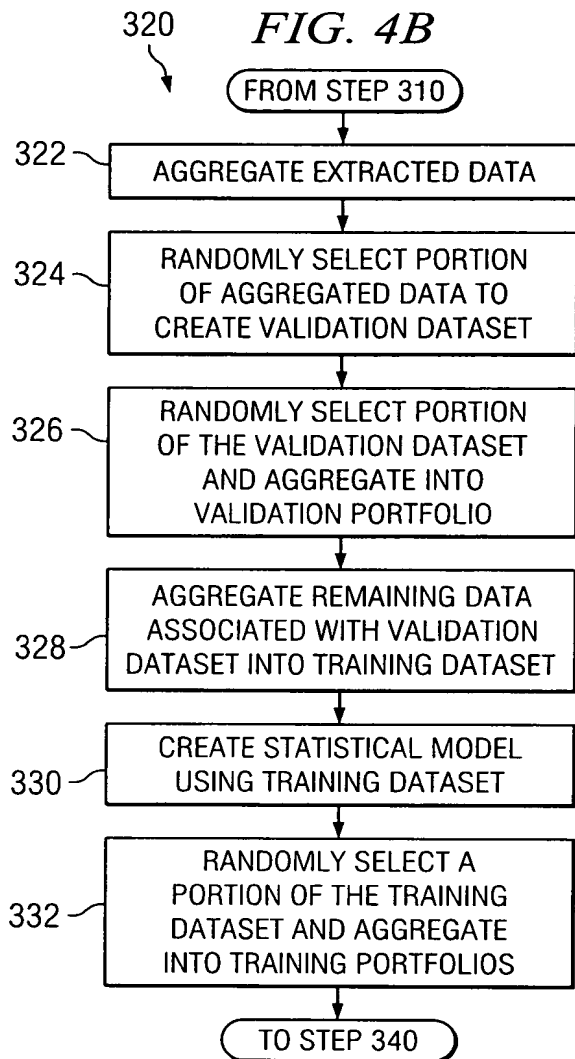 320
FIG. 4B
FROM STEP 310
322
AGGREGATE EXTRACTED DATA
324
RANDOMLY SELECT PORTION
OF AGGREGATED DATA TO
CREATE VALIDATION DATASET
326
RANDOMLY SELECT PORTION
OF THE VALIDATION DATASET
AND AGGREGATE INTO
VALIDATION PORTFOLIO
328
AGGREGATE REMAINING DATA
ASSOCIATED WITH VALIDATION
DATASET INTO TRAINING DATASET
330
CREATE STATISTICAL MODEL
USING TRAINING DATASET
332
RANDOMLY SELECT A
PORTION OF THE TRAINING
DATASET AND AGGREGATE
INTO TRAINING PORTFOLIOS
TO STEP 340